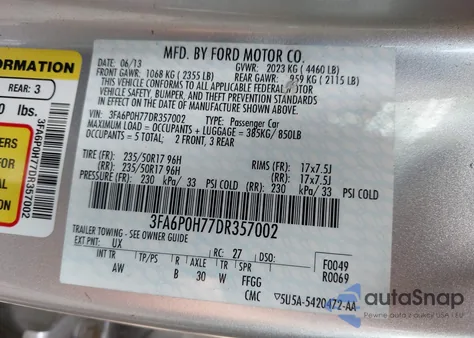 FORMATION
REAR: 3
0 lbs.
ERS
3FA6P0H77DR357002
MFD. BY FORD MOTOR CO.
DATE: 06/13 GVWR: 2023 KG (4460 LB)
FRONT GAWR: 1068 KG (2355 LB) REAR GAWR: 959 KG (2115 LB)
THIS VEHICLE CONFORMS TO ALL APPLICABLE FEDERAL MOTOR
VEHICLE SAFETY, BUMPER, AND THEFT PREVENTION STANDARDS IN
EFFECT ON THE DATE OF MANUFACTURE SHOWN ABOVE.
VIN: 3FA6P0H77DR357002 TYPE: Passenger Car
MAXIMUM LOAD = OCCUPANTS + LUGGAGE = 385KG/ 850LB
OCCUPANTS = 5 TOTAL; 2 FRONT, 3 REAR
TIRE (FR): 235/50R17 96H RIMS (FR): 17x7.5J
TIRE (RR): 235/50R17 96H (RR): 17x7.5J
PRESSURE (FR): 230 kPa/ 33 PSI COLD (RR): 230 kPa/33 PSI COLD
3FA6P0H77DR357002
TRAILER TOWING - SEE OWNER GUIDE
EXT PNT: UX RC: 27 DSO: F0049
INT TR TP/PS R AXLE TR SPR R0069
AW B 30 W FFGG
CMC 5U5A-5420472-AA
autoSnap